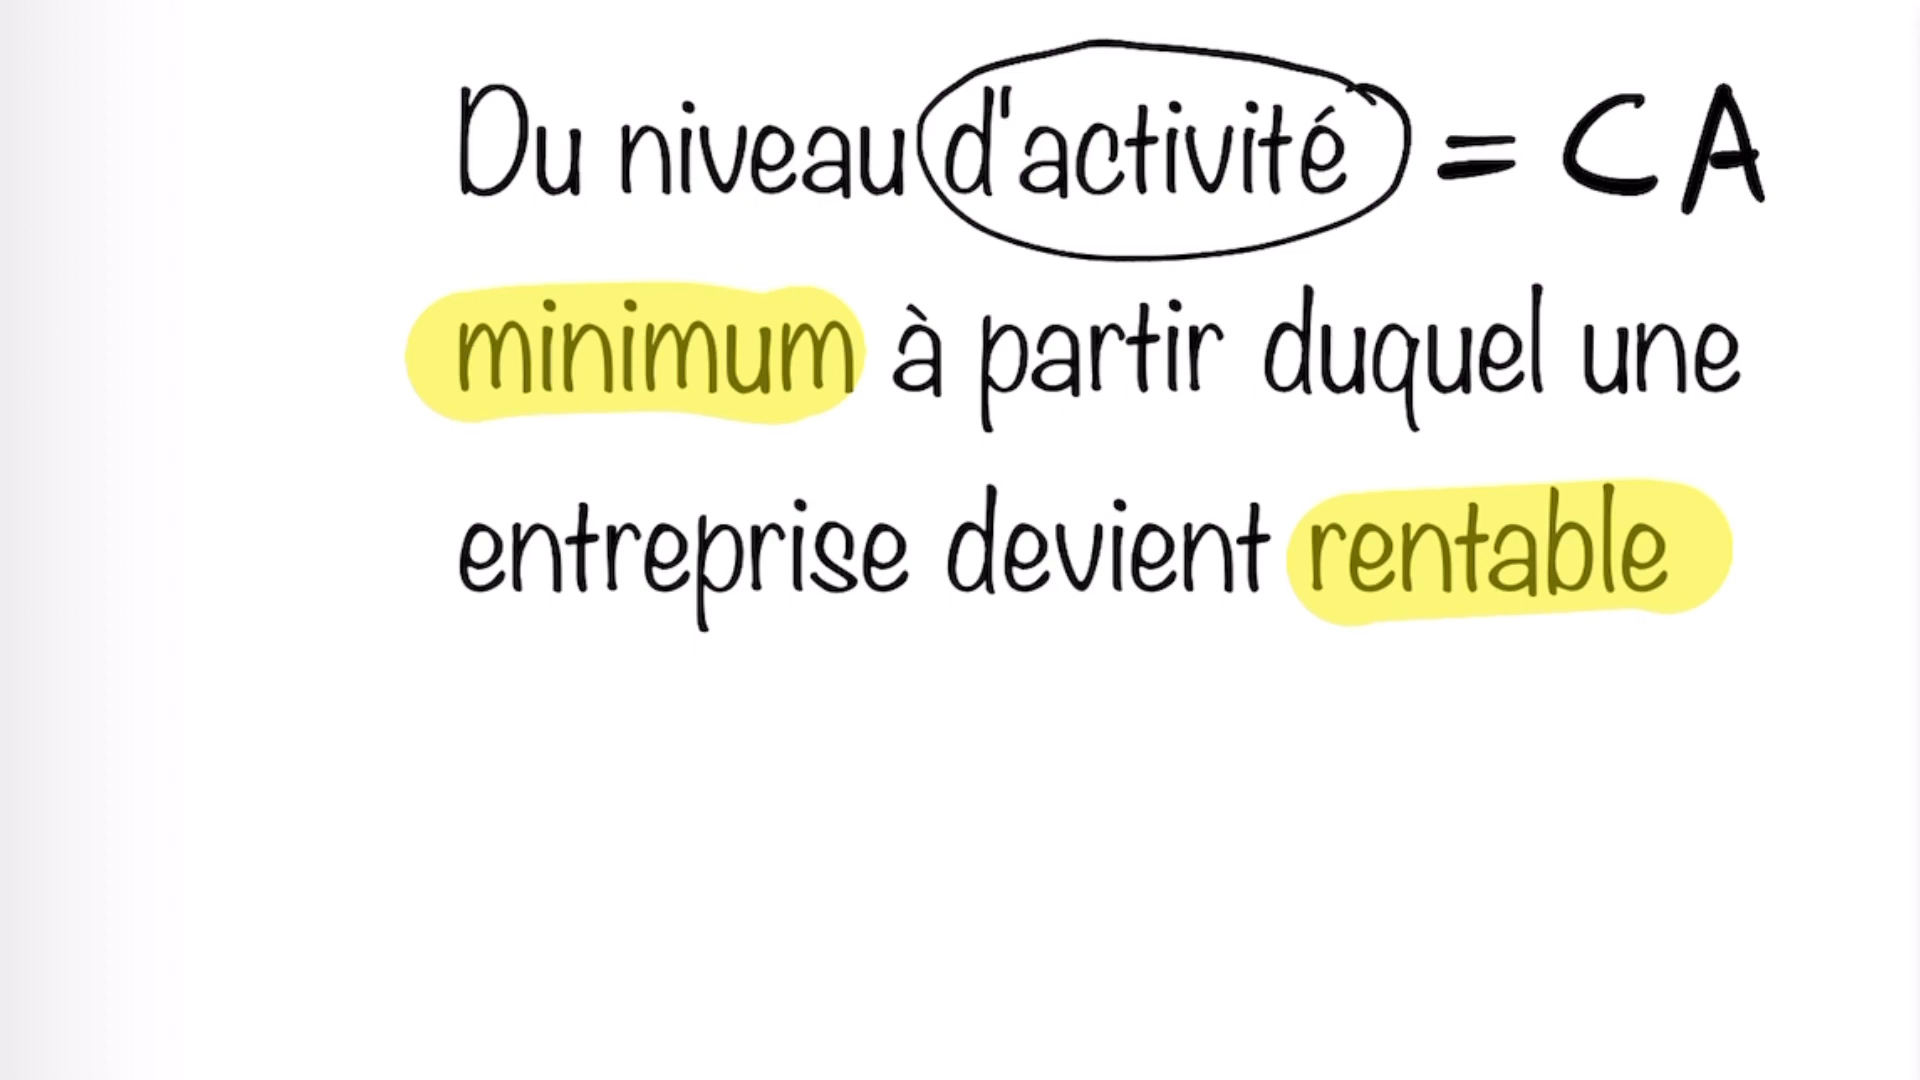 Du niveau d'activité = CA
minimum à partir duquel une
entreprise devient rentable